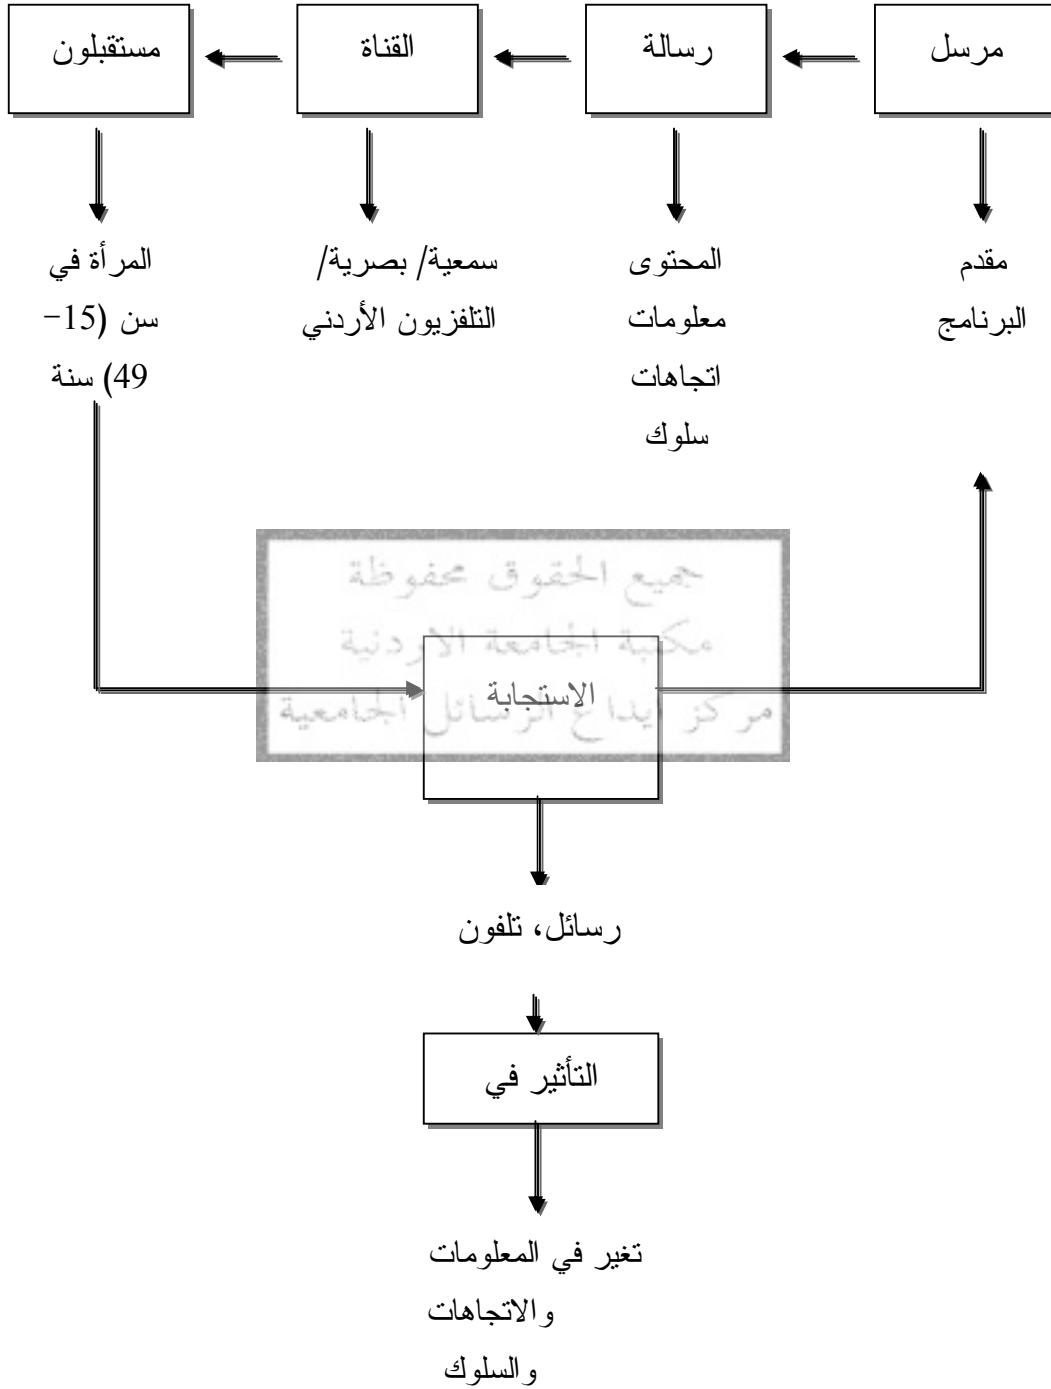 مرسل
رسالة
القناة
مستقبلون
مقدم
البرنامج
المحتوى
معلومات
اتجاهات
سلوك
سمعية/ بصرية/
التلفزيون الأردني
المرأة في
سن (15-
49) سنة
جميع الحقوق محفوظة
مكتبة الجامعة الاردنية
مركز ايداع الرسائل الجامعية
الاستجابة
رسائل، تلفون
التأثير في
تغير في المعلومات
والاتجاهات
والسلوك